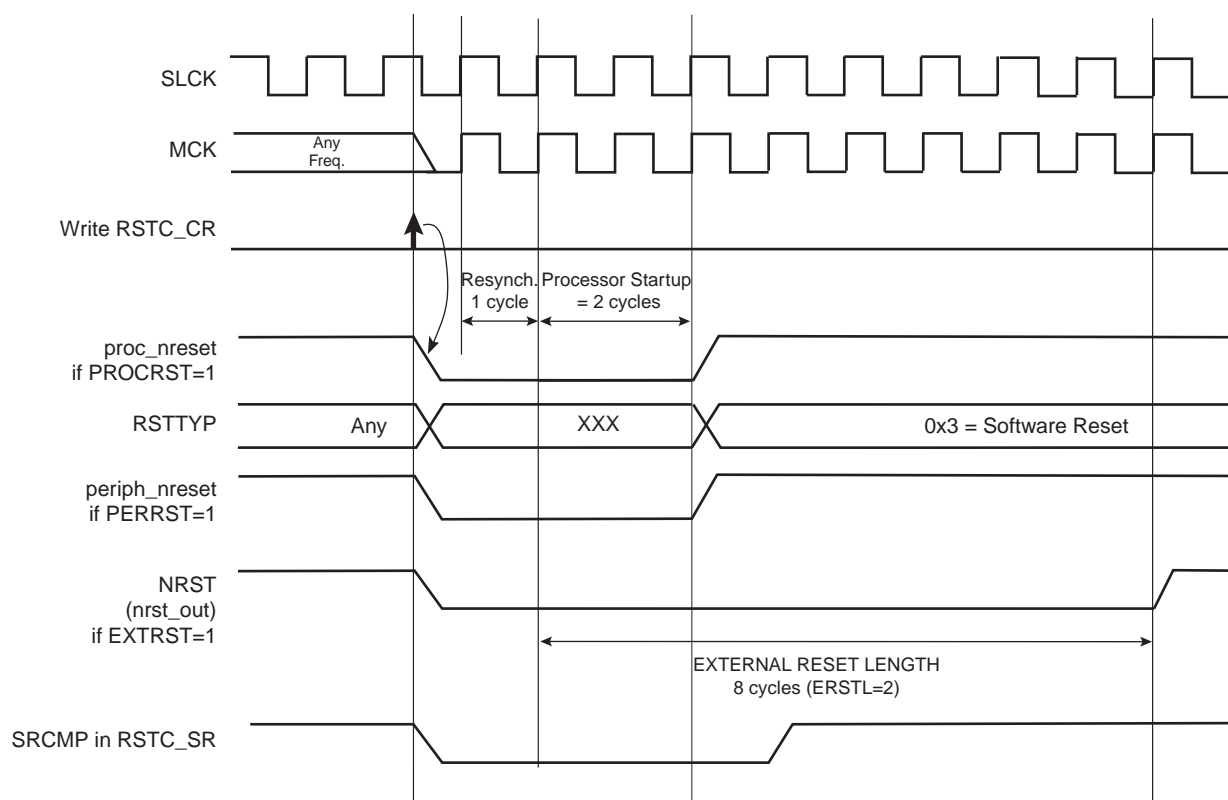 SLCK
MCK
Any
Freq.
Write RSTC_CR
Resynch.
1 cycle
Processor Startup
= 2 cycles
proc_nreset
if PROCRST=1
RSTTYP
Any
XXX
0x3 = Software Reset
periph_nreset
if PERRST=1
NRST
(nrst_out)
if EXTRST=1
EXTERNAL RESET LENGTH
8 cycles (ERSTL=2)
SRCMP in RSTC_SR